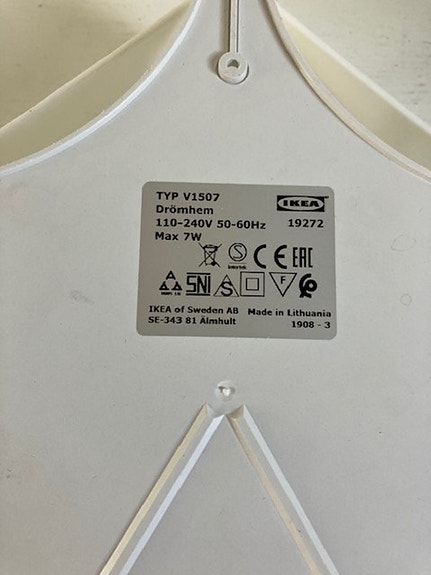 TYP V1507
IKEA
Drömhem
110–240V 50-60Hz 19272
Max 7W
S
CE EAC
SNI
S
F
IKEA of Sweden AB Made in Lithuania
SE-343 81 Älmhult 1908 - 3